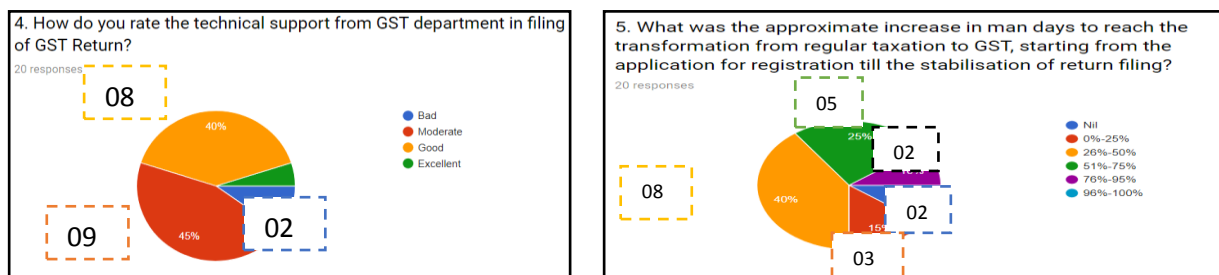 4. How do you rate the technical support from GST department in filing
of GST Return?
20 responses
08
40%
Bad
Moderate
Good
Excellent
09
45%
02
5. What was the approximate increase in man days to reach the
transformation from regular taxation to GST, starting from the
application for registration till the stabilisation of return filing?
20 responses
05
25%
02
08
40%
02
15%
03
Nil
0%-25%
26%-50%
51%-75%
76%-95%
96%-100%